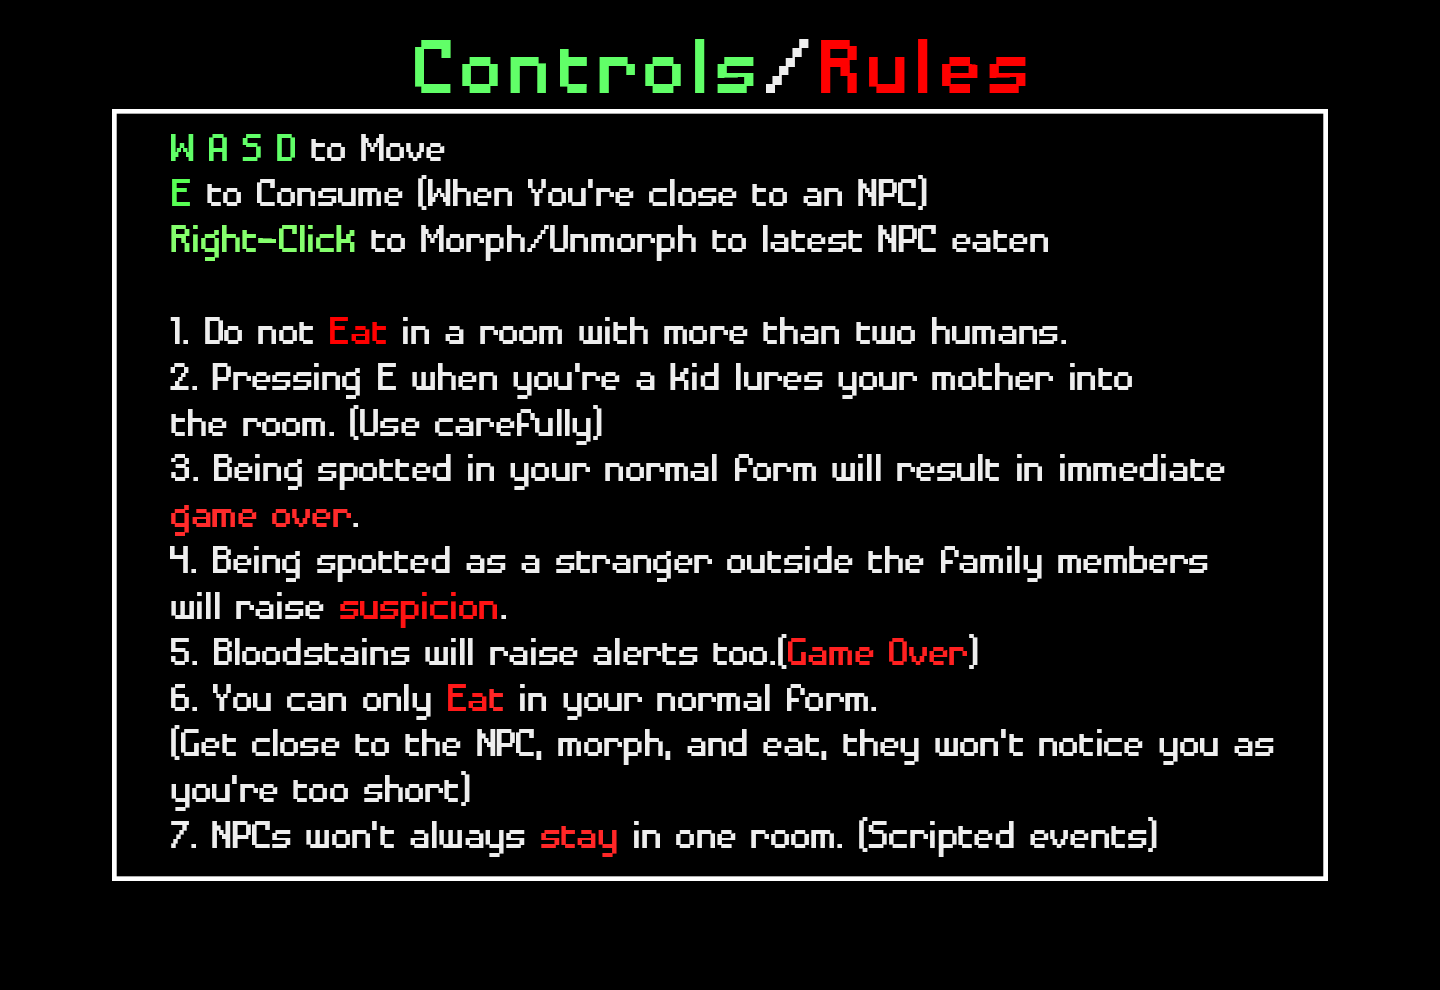 Controls/Rules
W A S D to Move
E to Consume (When You're close to an NPC)
Right-Click to Morph/Unmorph to latest NPC eaten
1. Do not Eat in a room with more than two humans.
2. Pressing E when you're a kid lures your mother into
the room. (Use carefully)
3. Being spotted in your normal form will result in immediate
game over.
4. Being spotted as a stranger outside the family members
will raise suspicion.
5. Bloodstains will raise alerts too.(Game Over)
6. You can only Eat in your normal form.
(Get close to the NPC, morph, and eat, they won't notice you as
you're too short)
7. NPCs won't always stay in one room. (Scripted events)